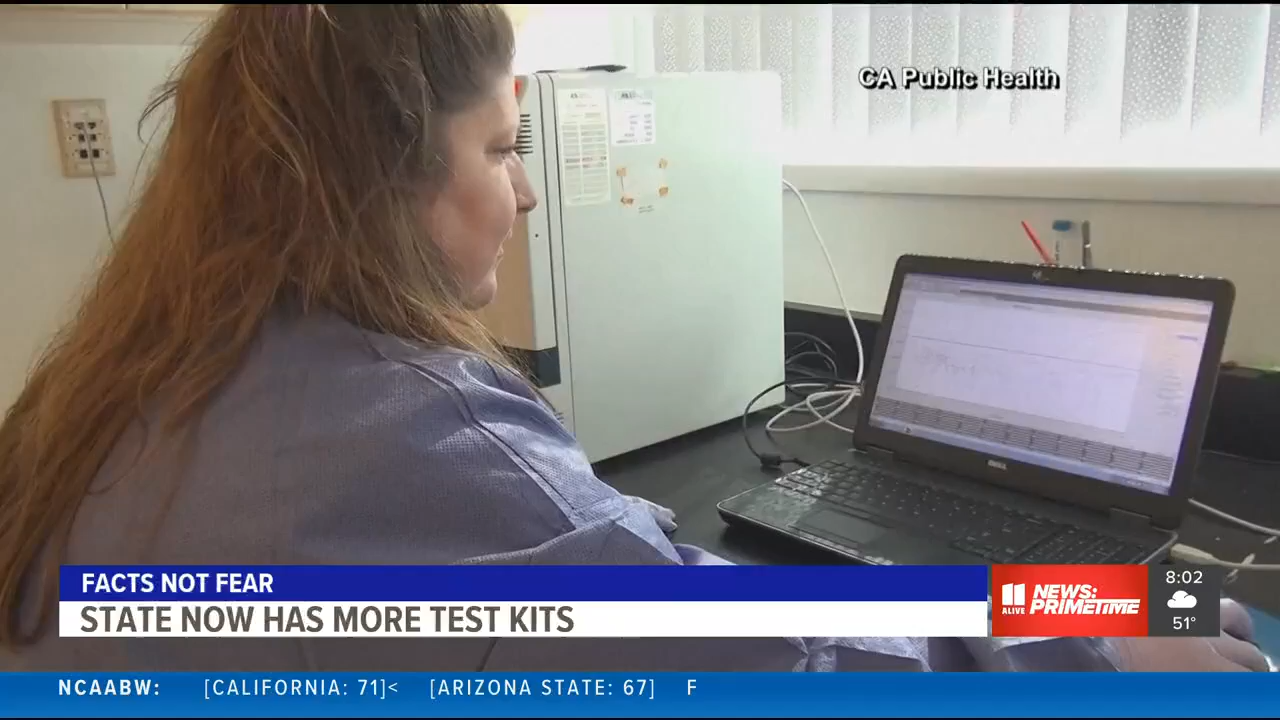 CA Public Health
DELL
FACTS NOT FEAR
STATE NOW HAS MORE TEST KITS
11
ALIVE
NEWS:
PRIMETIME
8:02
51°
NCAABW: [CALIFORNIA: 71]< [ARIZONA STATE: 67] F